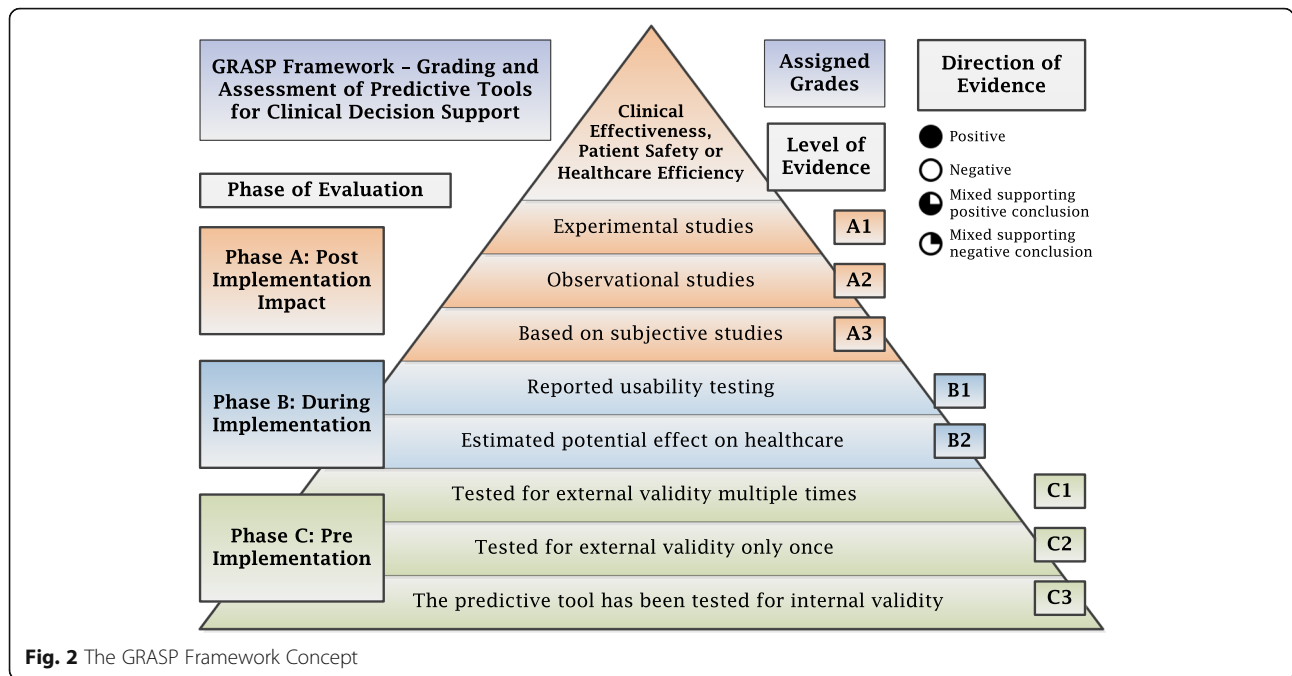 GRASP Framework – Grading and
Assessment of Predictive Tools
for Clinical Decision Support
Assigned
Grades
Direction of
Evidence
Clinical
Effectiveness,
Patient Safety or
Healthcare Efficiency
Level of
Evidence
Positive
Negative
Mixed supporting
positive conclusion
Mixed supporting
negative conclusion
Phase of Evaluation
Phase A: Post
Implementation
Impact
Experimental studies
A1
Observational studies
A2
Based on subjective studies
A3
Phase B: During
Implementation
Reported usability testing
B1
Estimated potential effect on healthcare
B2
Phase C: Pre
Implementation
Tested for external validity multiple times
C1
Tested for external validity only once
C2
The predictive tool has been tested for internal validity
C3
Fig. 2 The GRASP Framework Concept